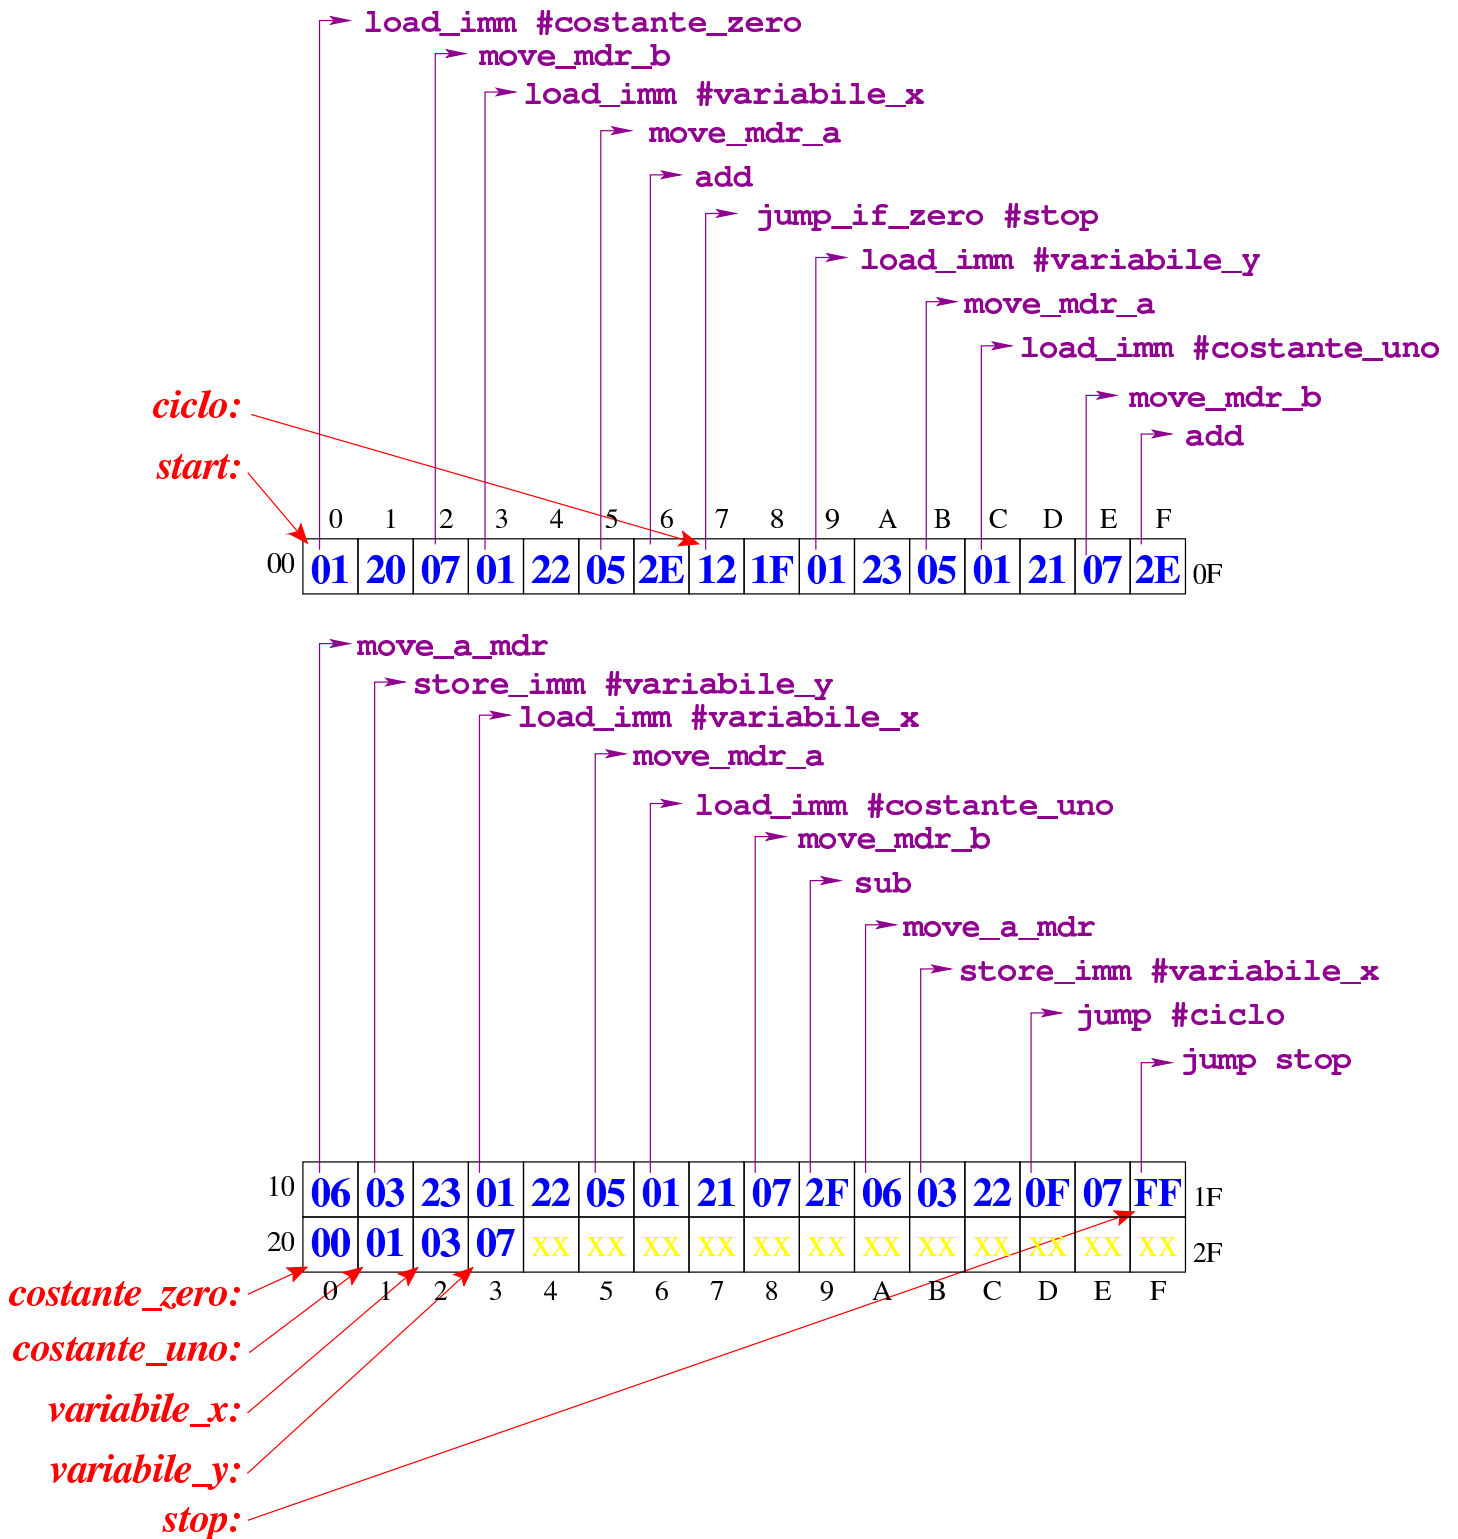 load_imm #costante_zero
move_mdr_b
load_imm #variabile_x
move_mdr_a
add
jump_if_zero #stop
load_imm #variabile_y
move_mdr_a
load_imm #costante_uno
ciclo: move_mdr_b
add
start:
0 1 2 3 4 5 6 7 8 9 A B C D E F
00 01 20 07 01 22 05 2E 12 1F 01 23 05 01 21 07 2E 0F
move_a_mdr
store_imm #variabile_y
load_imm #variabile_x
move_mdr_a
load_imm #costante_uno
move_mdr_b
sub
move_a_mdr
store_imm #variabile_x
jump #ciclo
jump stop
10 06 03 23 01 22 05 01 21 07 2F 06 03 22 0F 07 FF 1F
20 00 01 03 07 xx xx xx xx xx xx xx xx xx xx xx xx 2F
0 1 2 3 4 5 6 7 8 9 A B C D E F
costante_zero:
costante_uno:
variabile_x:
variabile_y:
stop: